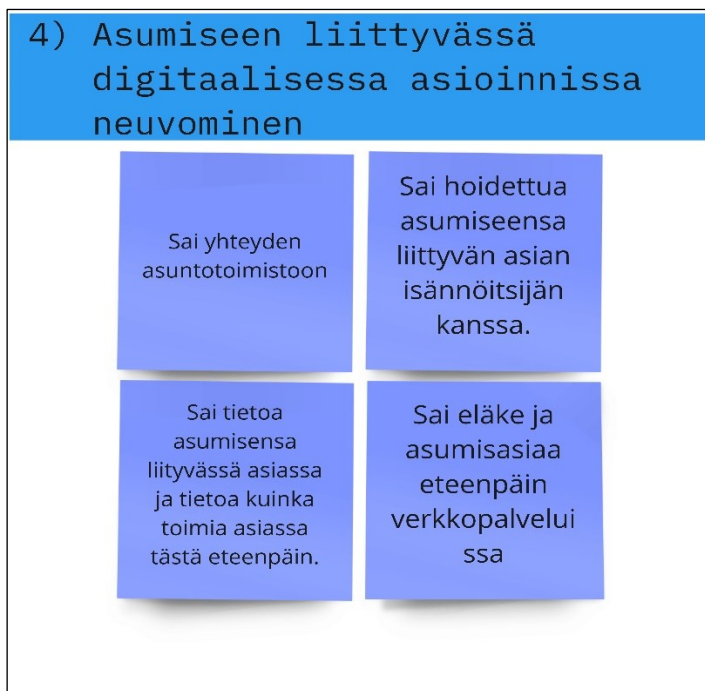 4) Asumiseen liittyvässä
digitaalisessa asioinnissa
neuvominen
Sai yhteyden
asuntotoimistoon
Sai hoidettua
asumiseensa
liittyvän asian
isännöitsijän
kanssa.
Sai tietoa
asumisensa
liityvässä asiassa
ja tietoa kuinka
toimia asiassa
tästä eteenpäin.
Sai eläke ja
asumisasiaa
eteenpäin
verkkopalvelui
ssa